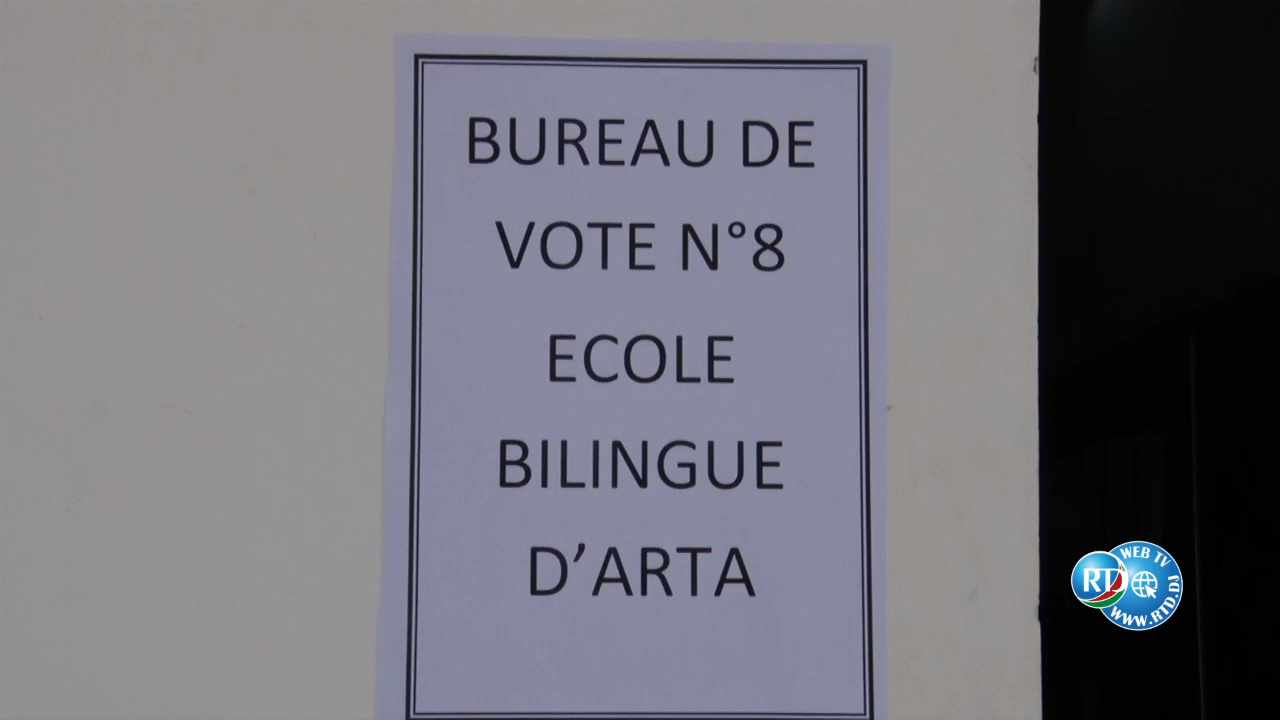 BUREAU DE
VOTE N°8
ECOLE
BILINGUE
D’ARTA
WEB TV
RTD
WWW.RTD.DJ